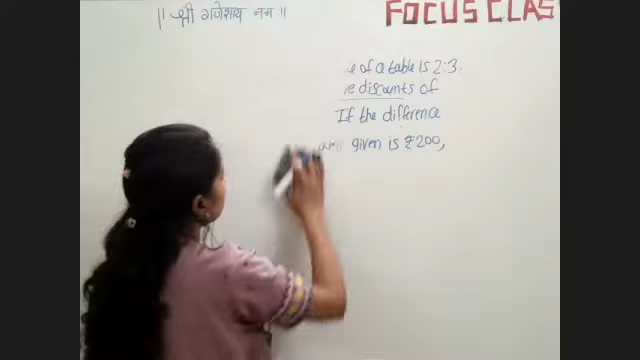 || श्री गणेशाय नम ||
FOCUS CLAS
e of a table is 2:3.
e discounts of
If the difference
given is ₹200,